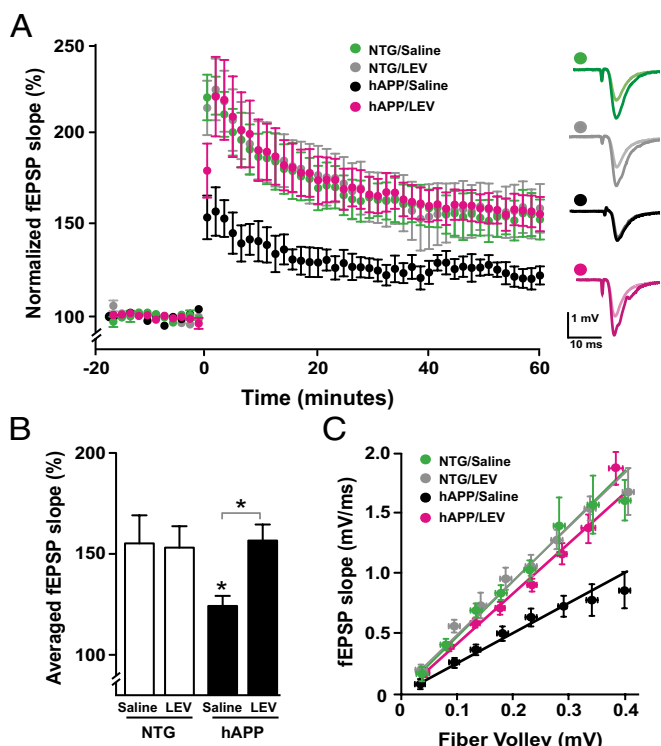 A
Normalized fEPSP slope (%)
250
200
150
100
-20
0
20
40
60
Time (minutes)
NTG/Saline
NTG/LEV
hAPP/Saline
hAPP/LEV
1 mV
10 ms
B
Averaged fEPSP slope (%)
200
150
100
*
*
Saline
LEV
Saline
LEV
NTG
hAPP
C
fEPSP slope (mV/ms)
NTG/Saline
NTG/LEV
hAPP/Saline
hAPP/LEV
2.0
1.5
1.0
0.5
0
0
0.1
0.2
0.3
0.4
Fiber Volley (mV)